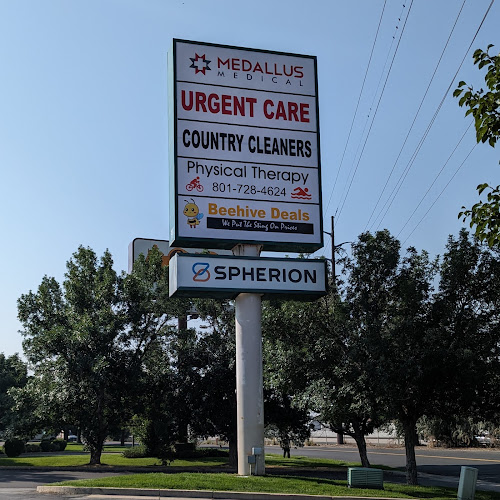 MEDALLUS
MEDICAL
URGENT CARE
COUNTRY CLEANERS
Physical Therapy
801-728-4624
Beehive Deals
We Put The Sting On Prices
SPHERION